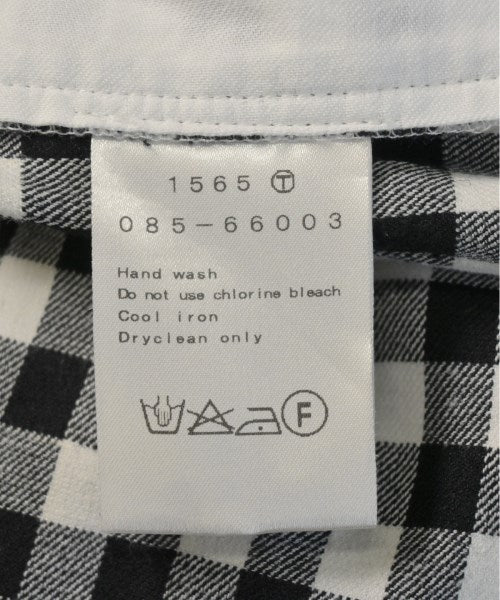 1565 Ⓣ
085-66003
Hand wash
Do not use chlorine bleach
Cool iron
Dryclean only
F